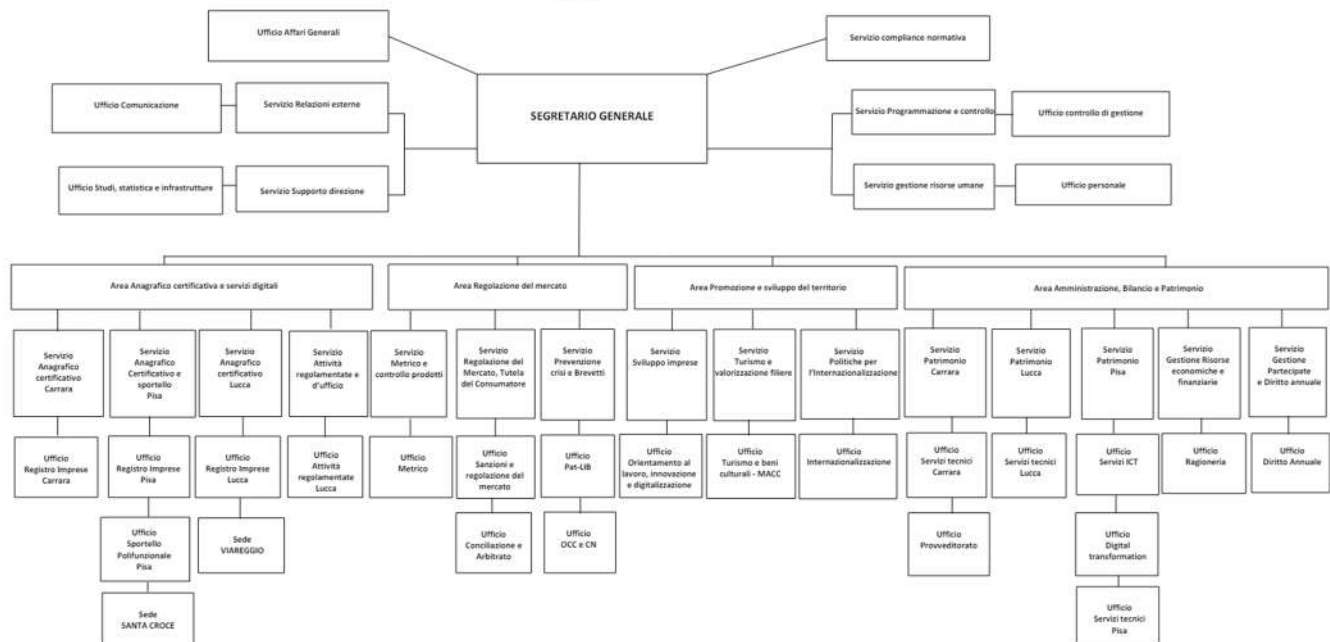 Ufficio Affari Generali
Servizio compliance normativa
SEGRETARIO GENERALE
Ufficio Comunicazione
Servizio Relazioni esterne
Servizio Programmazione e controllo
Ufficio controllo di gestione
Ufficio Studi, statistica e infrastrutture
Servizio Supporto direzione
Servizio gestione risorse umane
Ufficio personale
Area Anagrafico certificativa e servizi digitali
Area Regolazione del mercato
Area Promozione e sviluppo del territorio
Area Amministrazione, Bilancio e Patrimonio
Servizio
Anagrafico
certificativo
Carrara
Servizio
Anagrafico
Certificativo e
sportello
Pisa
Servizio
Anagrafico
certificativo
Lucca
Servizio
Attività
regolamentate e
d'ufficio
Servizio
Metrico e
controllo prodotti
Servizio
Regolazione del
Mercato, Tutela
del Consumatore
Servizio
Prevenzione
crisi e Brevetti
Servizio
Sviluppo imprese
Servizio
Turismo e
valorizzazione filiere
Servizio
Politiche per
l'Internazionalizzazione
Servizio
Patrimonio
Carrara
Servizio
Patrimonio
Lucca
Servizio
Patrimonio
Pisa
Servizio
Gestione Risorse
economiche e
finanziarie
Servizio
Gestione
Partecipate
e Diritto annuale
Ufficio
Registro Imprese
Carrara
Ufficio
Registro Imprese
Pisa
Ufficio
Registro Imprese
Lucca
Ufficio
Attività
regolamentate
Lucca
Ufficio
Metrico
Ufficio
Sanzioni e
regolazione del
mercato
Ufficio
Pat-LIB
Ufficio
Orientamento al
lavoro, innovazione
e digitalizzazione
Ufficio
Turismo e beni
culturali - MACC
Ufficio
Internazionalizzazione
Ufficio
Servizi tecnici
Carrara
Ufficio
Servizi tecnici
Lucca
Ufficio
Servizi ICT
Ufficio
Ragioneria
Ufficio
Diritto Annuale
Ufficio
Sportello
Polifunzionale
Pisa
Sede
VIAREGGIO
Ufficio
Conciliazione e
Arbitrato
Ufficio
OCC e CN
Ufficio
Provveditorato
Ufficio
Digital
transformation
Sede
SANTA CROCE
Ufficio
Servizi tecnici
Pisa